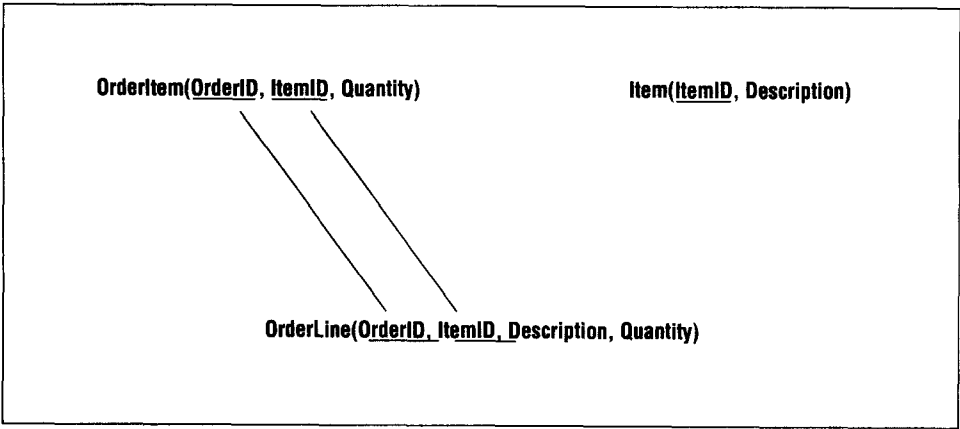 OrderItem(OrderID, ItemID, Quantity)
Item(ItemID, Description)
OrderLine(OrderID, ItemID, Description, Quantity)